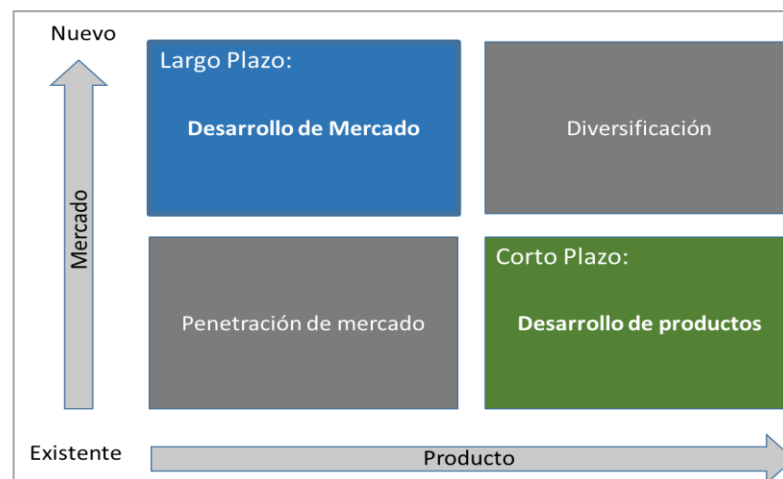 Nuevo
Largo Plazo:
Desarrollo de Mercado
Diversificación
Mercado
Penetración de mercado
Corto Plazo:
Desarrollo de productos
Existente
Producto